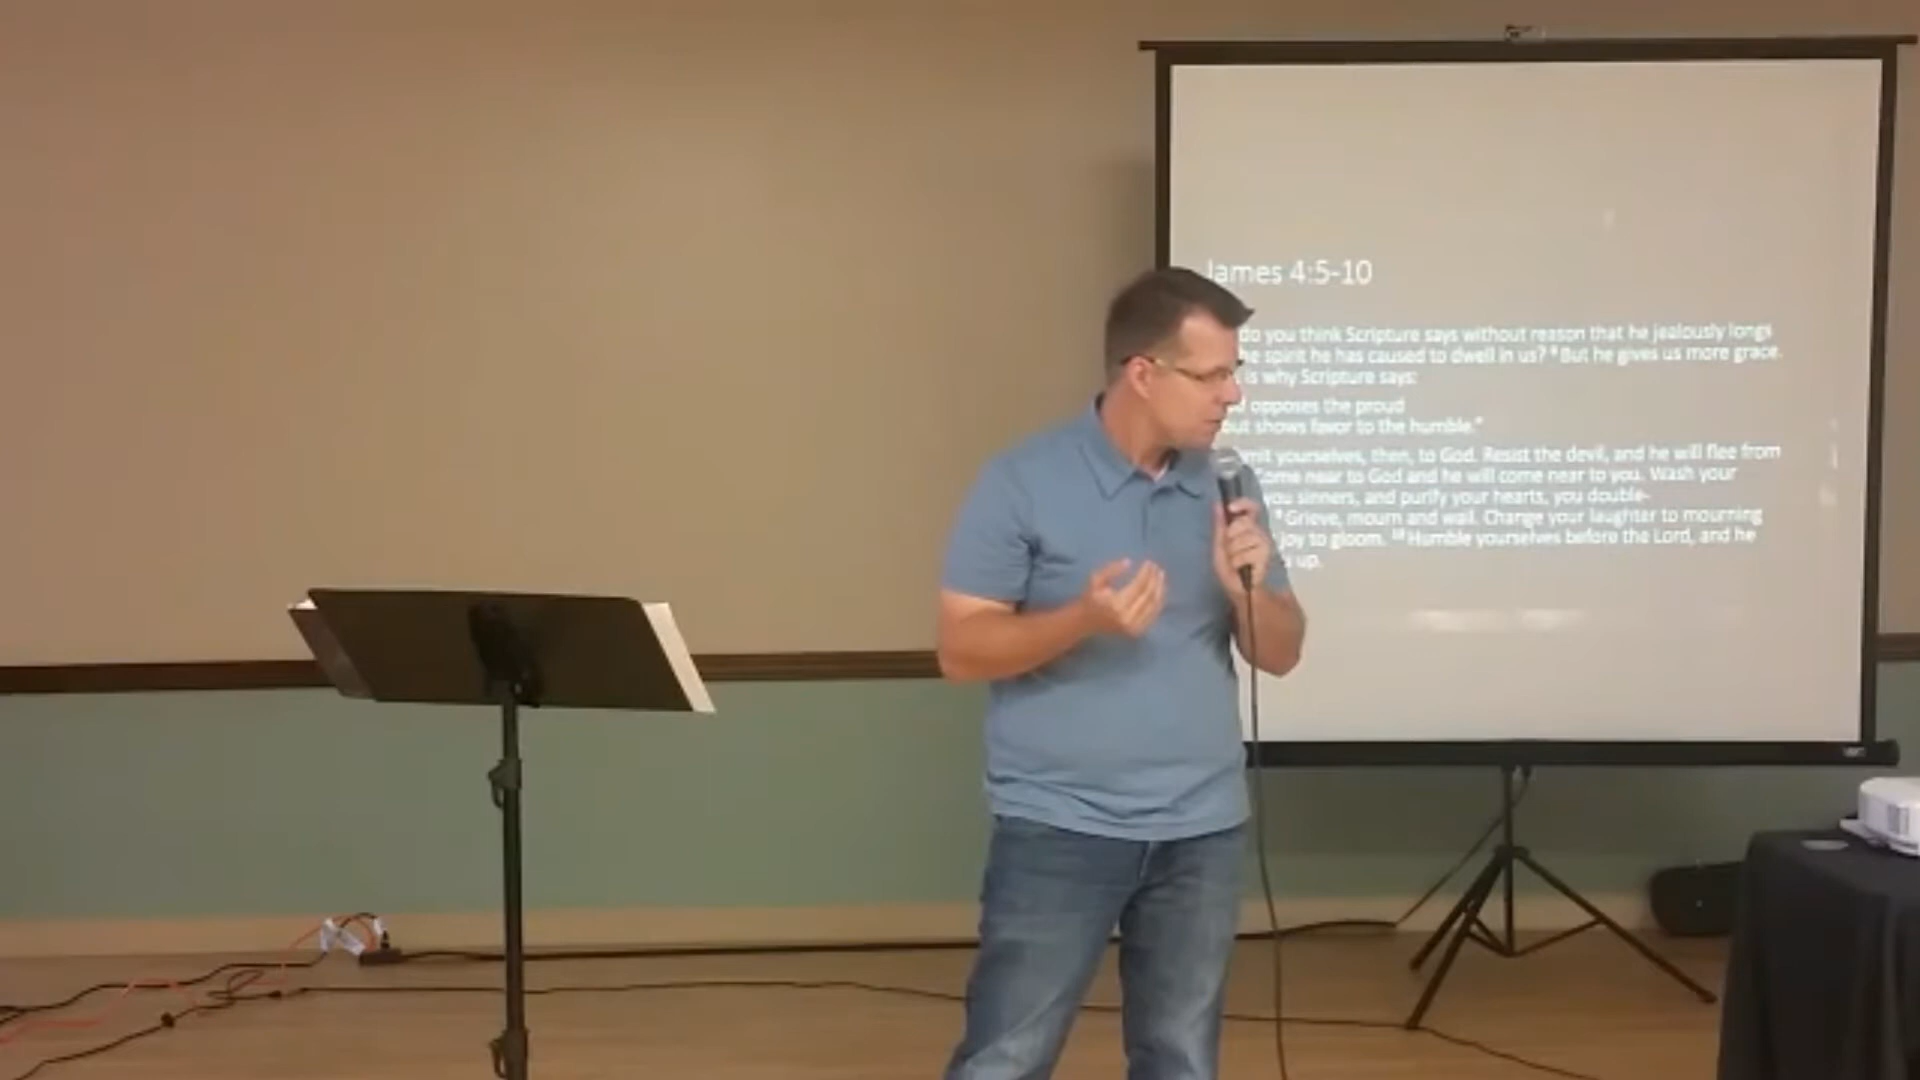 James 4:5-10
do you think Scripture says without reason that he jealously longs
he spirit he has caused to dwell in us? ⁶But he gives us more grace.
is why Scripture says:
opposes the proud
but shows favor to the humble."
mit yourselves, then, to God. Resist the devil, and he will flee from
Come near to God and he will come near to you. Wash your
you sinners, and purify your hearts, you double-
⁹Grieve, mourn and wail. Change your laughter to mourning
joy to gloom. ¹⁰Humble yourselves before the Lord, and he
up.